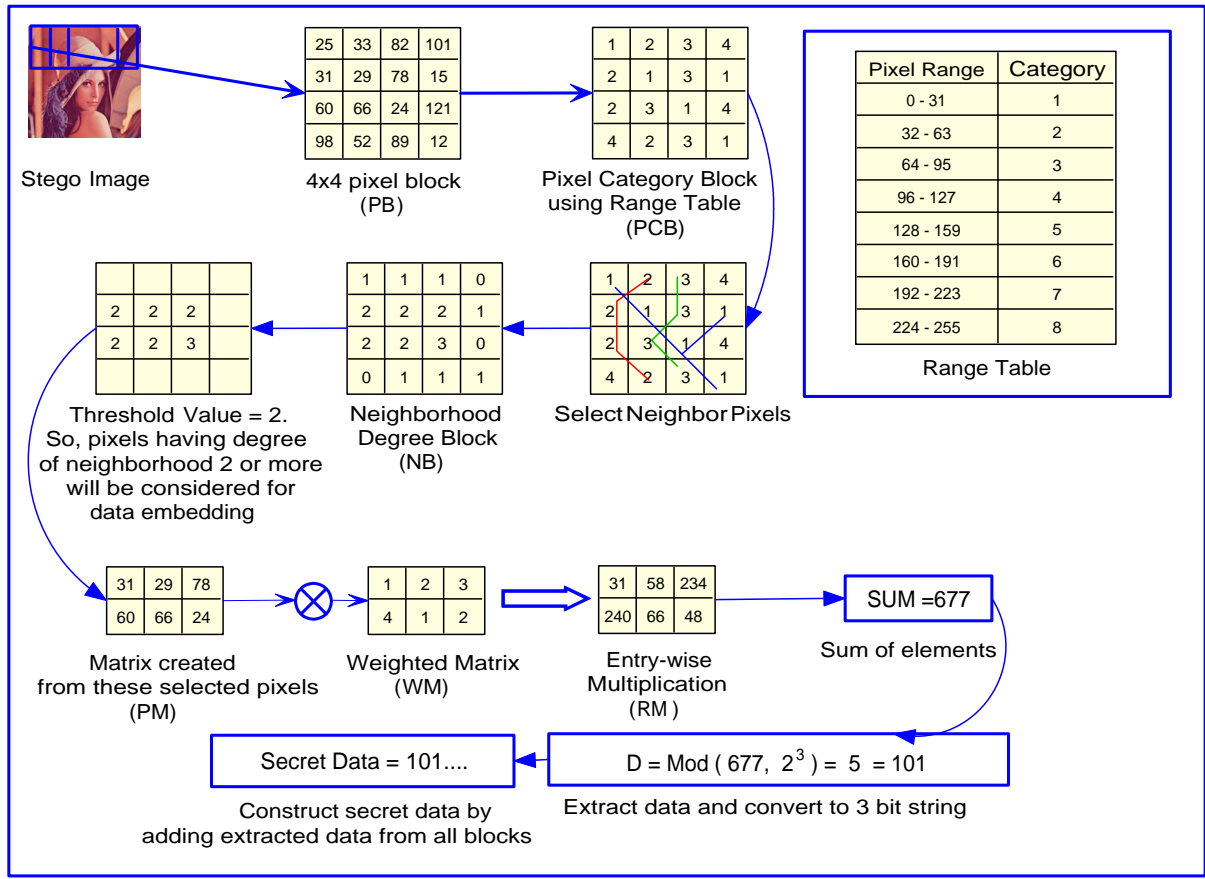 25 33 82 101
31 29 78 15
60 66 24 121
98 52 89 12
Stego Image
4x4 pixel block
(PB)
1 2 3 4
2 1 3 1
2 3 1 4
4 2 3 1
Pixel Category Block
using Range Table
(PCB)
Pixel Range Category
0 - 31 1
32 - 63 2
64 - 95 3
96 - 127 4
128 - 159 5
160 - 191 6
192 - 223 7
224 - 255 8
Range Table
2 2 2
2 2 3
Threshold Value = 2.
So, pixels having degree
of neighborhood 2 or more
will be considered for
data embedding
1 1 1 0
2 2 2 1
2 2 3 0
0 1 1 1
Neighborhood
Degree Block
(NB)
1 2 3 4
2 1 3 1
2 3 1 4
4 2 3 1
Select Neighbor Pixels
31 29 78
60 66 24
Matrix created
from these selected pixels
(PM)
1 2 3
4 1 2
Weighted Matrix
(WM)
31 58 234
240 66 48
Entry-wise
Multiplication
(RM )
SUM =677
Sum of elements
Secret Data = 101....
Construct secret data by
adding extracted data from all blocks
D = Mod ( 677, 2³ ) = 5 = 101
Extract data and convert to 3 bit string